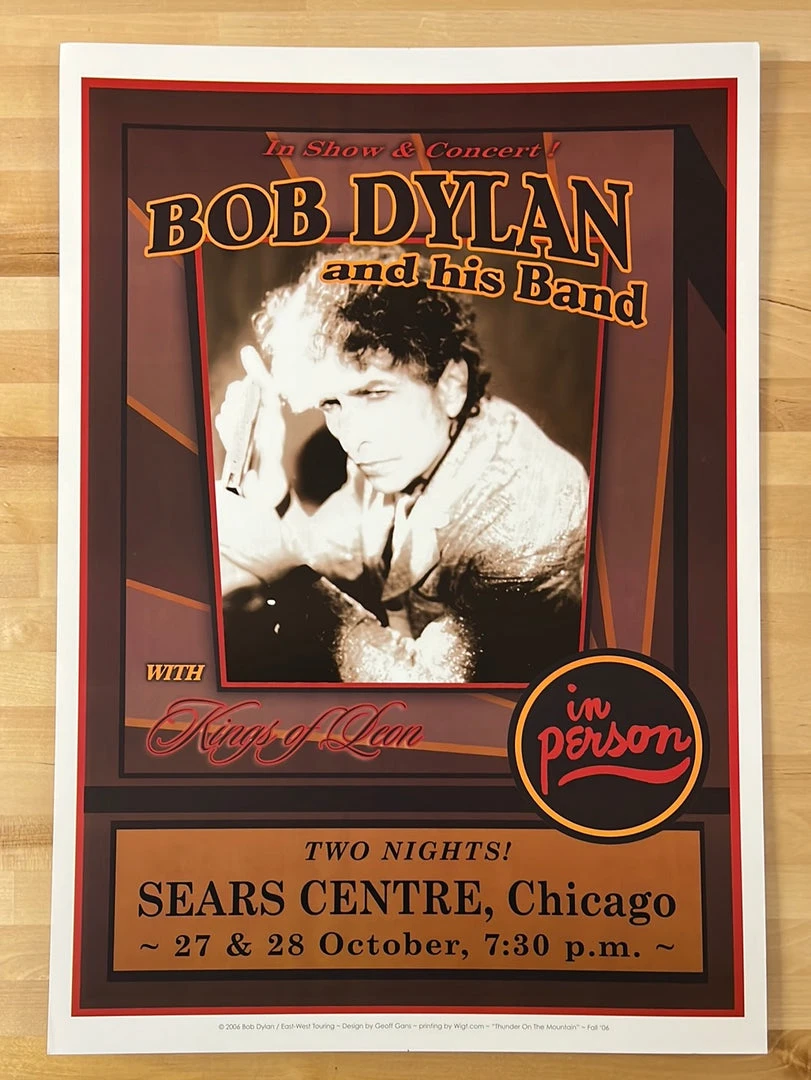 In Show & Concert!
BOB DYLAN
and his Band
WITH
Kings of Leon
in
person
TWO NIGHTS!
SEARS CENTRE, Chicago
~ 27 & 28 October, 7:30 p.m. ~
© 2006 Bob Dylan / East-West Touring ~ Design by Geoff Gans ~ printing by Wigt.com ~ "Thunder On The Mountain" ~ Fall '06